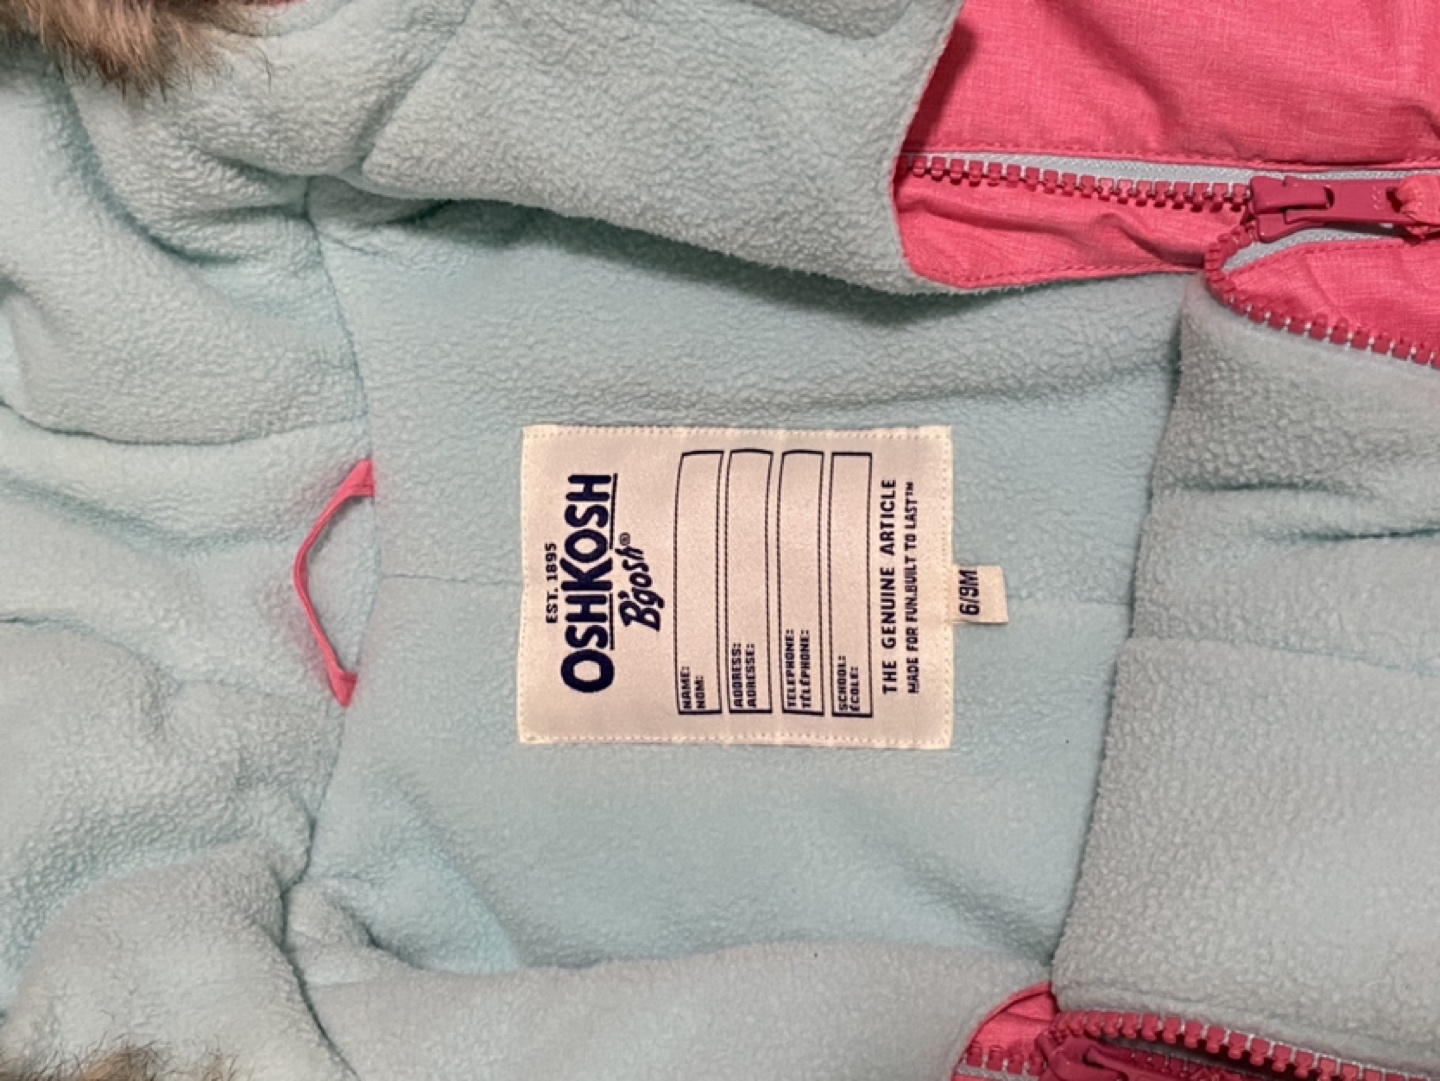 EST. 1895
OSHKOSH
B'gosh®
NAME:
NOM:
ADDRESS:
ADRESSE:
TELEPHONE:
TÉLÉPHONE:
SCHOOL:
ÉCOLE:
THE GENUINE ARTICLE
MADE FOR FUN.BUILT TO LAST™
6/9M